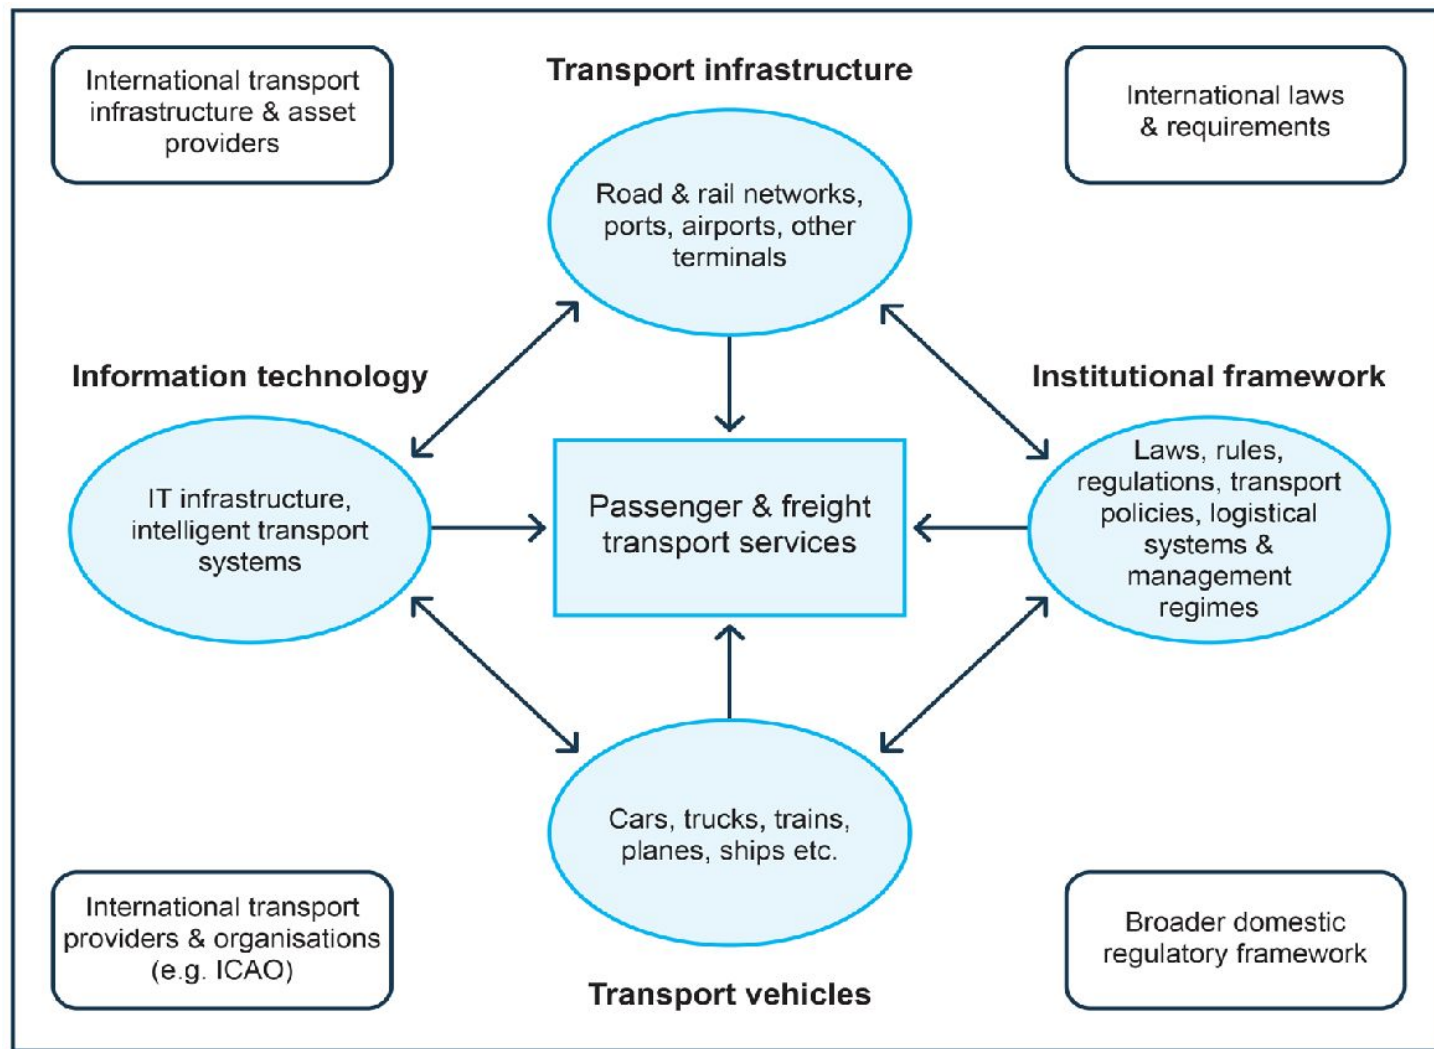 International transport
infrastructure & asset
providers
Transport infrastructure
International laws
& requirements
Road & rail networks,
ports, airports, other
terminals
Information technology
Institutional framework
IT infrastructure,
intelligent transport
systems
Passenger & freight
transport services
Laws, rules,
regulations, transport
policies, logistical
systems &
management
regimes
Cars, trucks, trains,
planes, ships etc.
International transport
providers & organisations
(e.g. ICAO)
Transport vehicles
Broader domestic
regulatory framework